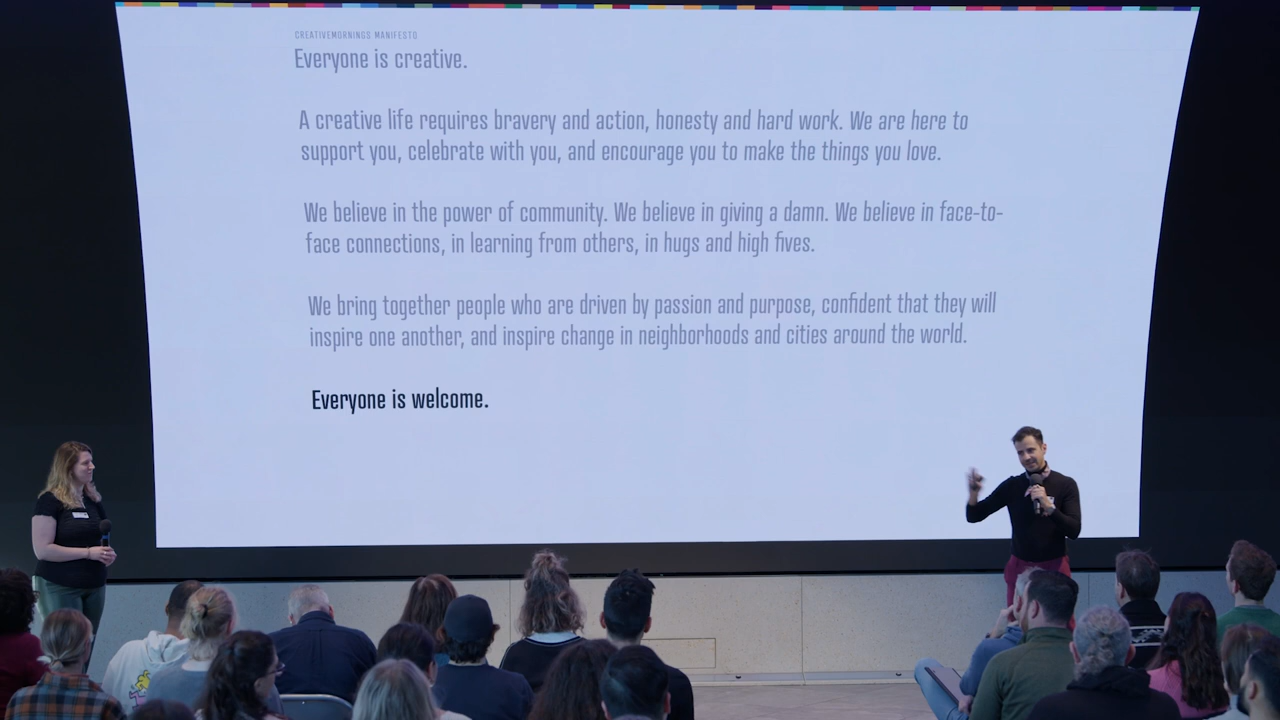 CREATIVEMORNINGS MANIFESTO
Everyone is creative.
A creative life requires bravery and action, honesty and hard work. We are here to
support you, celebrate with you, and encourage you to make the things you love.
We believe in the power of community. We believe in giving a damn. We believe in face-to-
face connections, in learning from others, in hugs and high fives.
We bring together people who are driven by passion and purpose, confident that they will
inspire one another, and inspire change in neighborhoods and cities around the world.
Everyone is welcome.